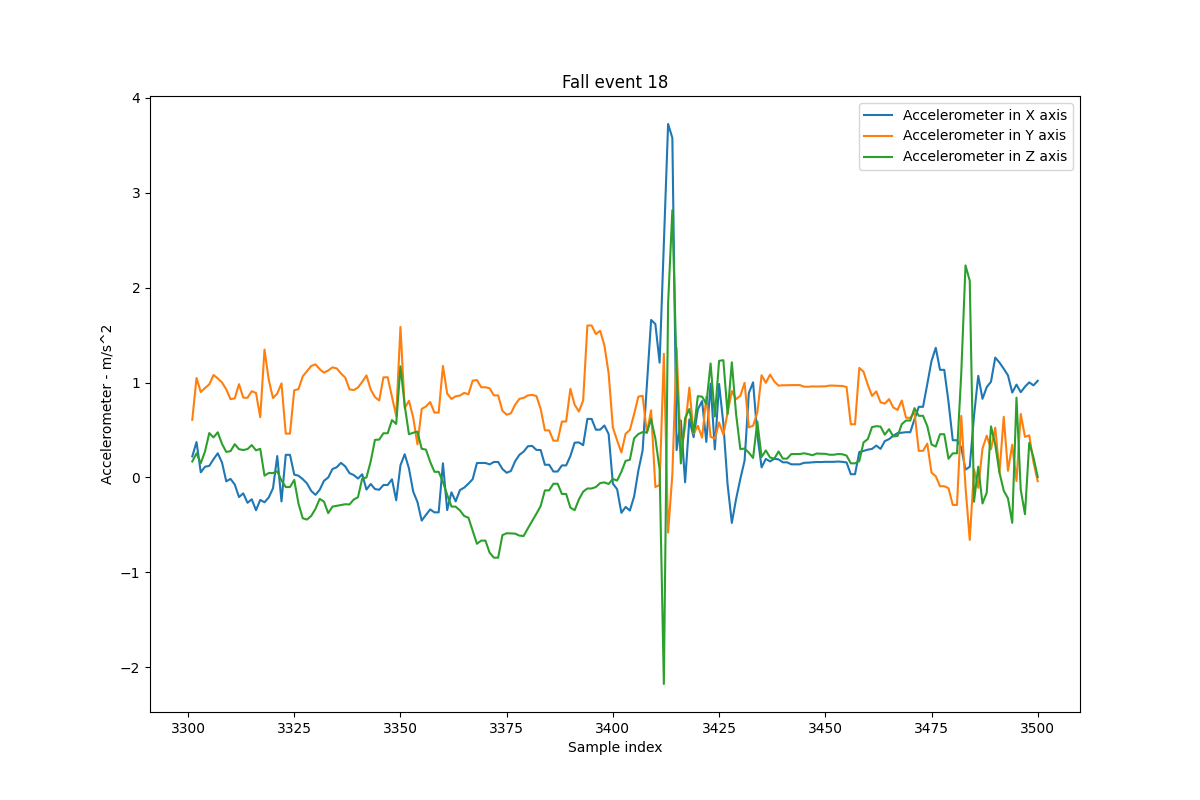 Fall event 18
Accelerometer in X axis
Accelerometer in Y axis
Accelerometer in Z axis
Accelerometer - m/s^2
4
3
2
1
0
−1
−2
3300 3325 3350 3375 3400 3425 3450 3475 3500
Sample index